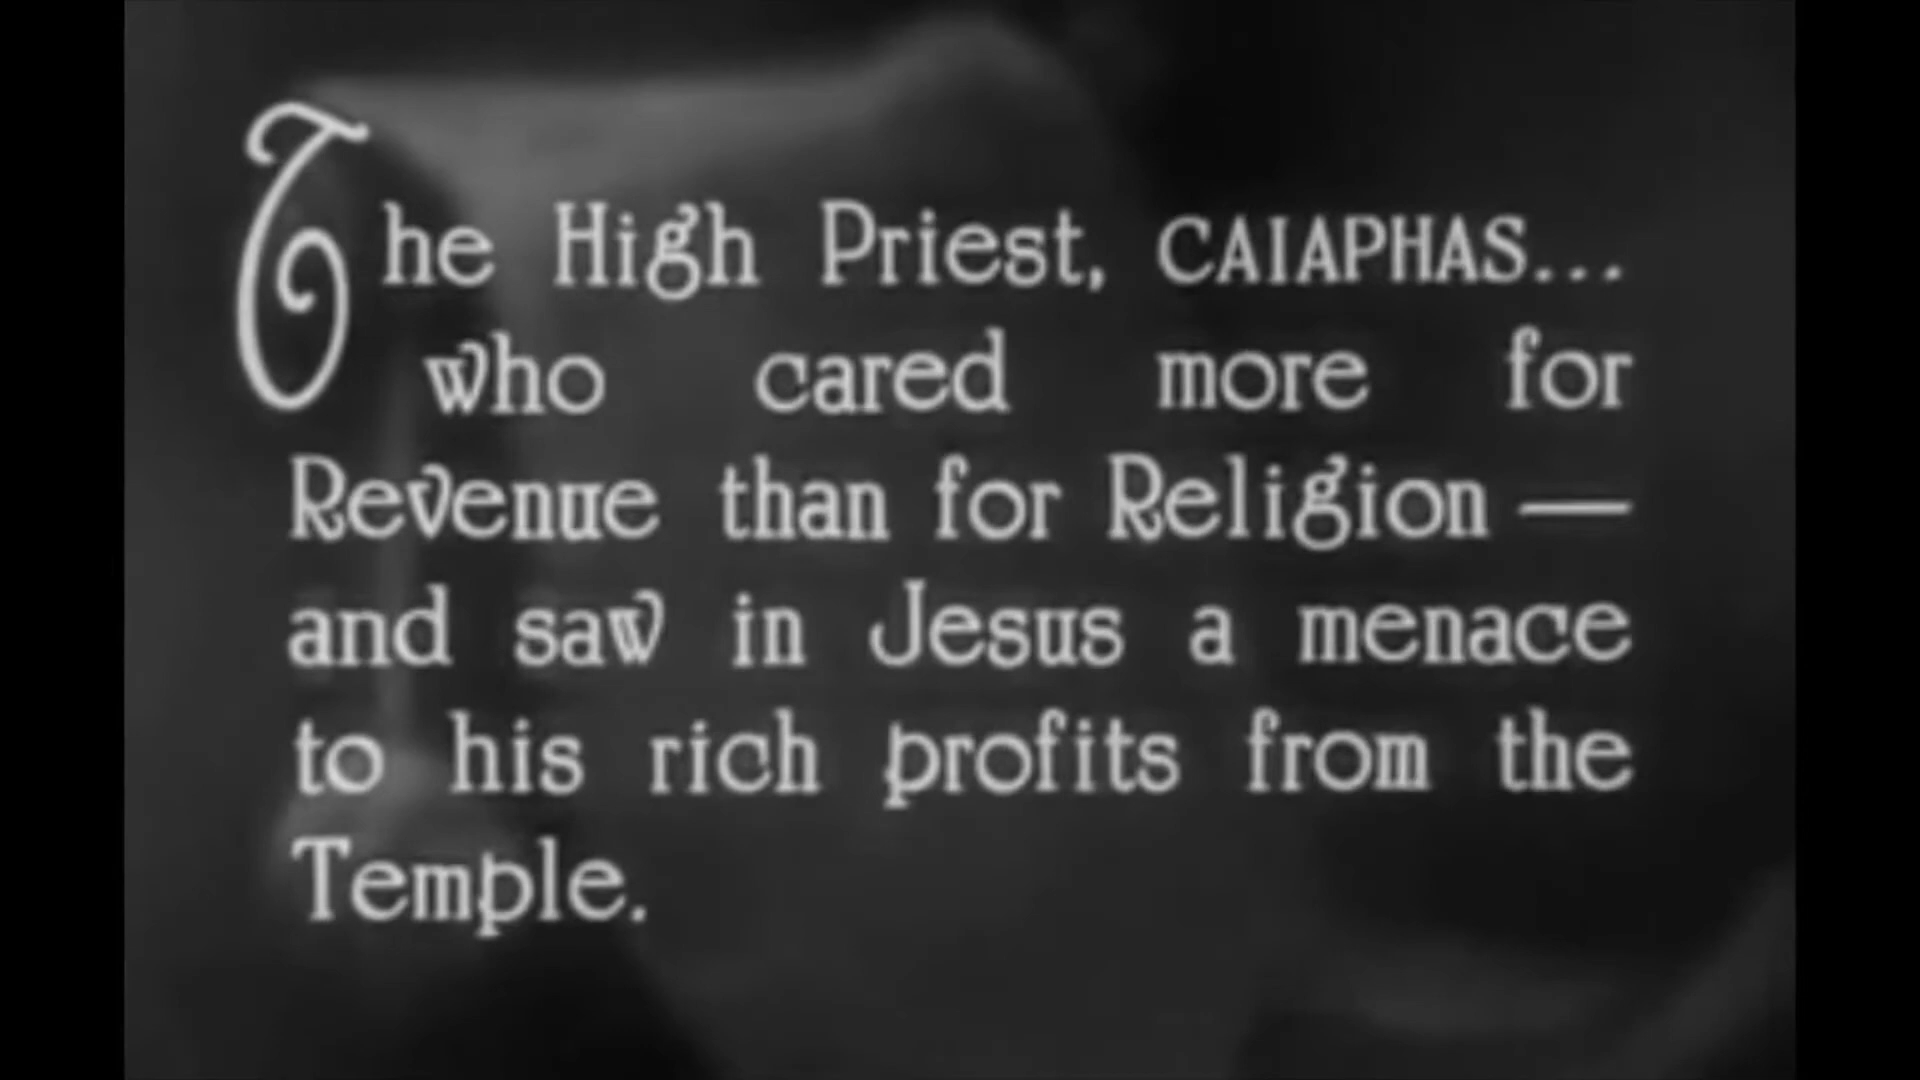 The High Priest, CAIAPHAS...
who cared more for
Revenue than for Religion —
and saw in Jesus a menace
to his rich profits from the
Temple.